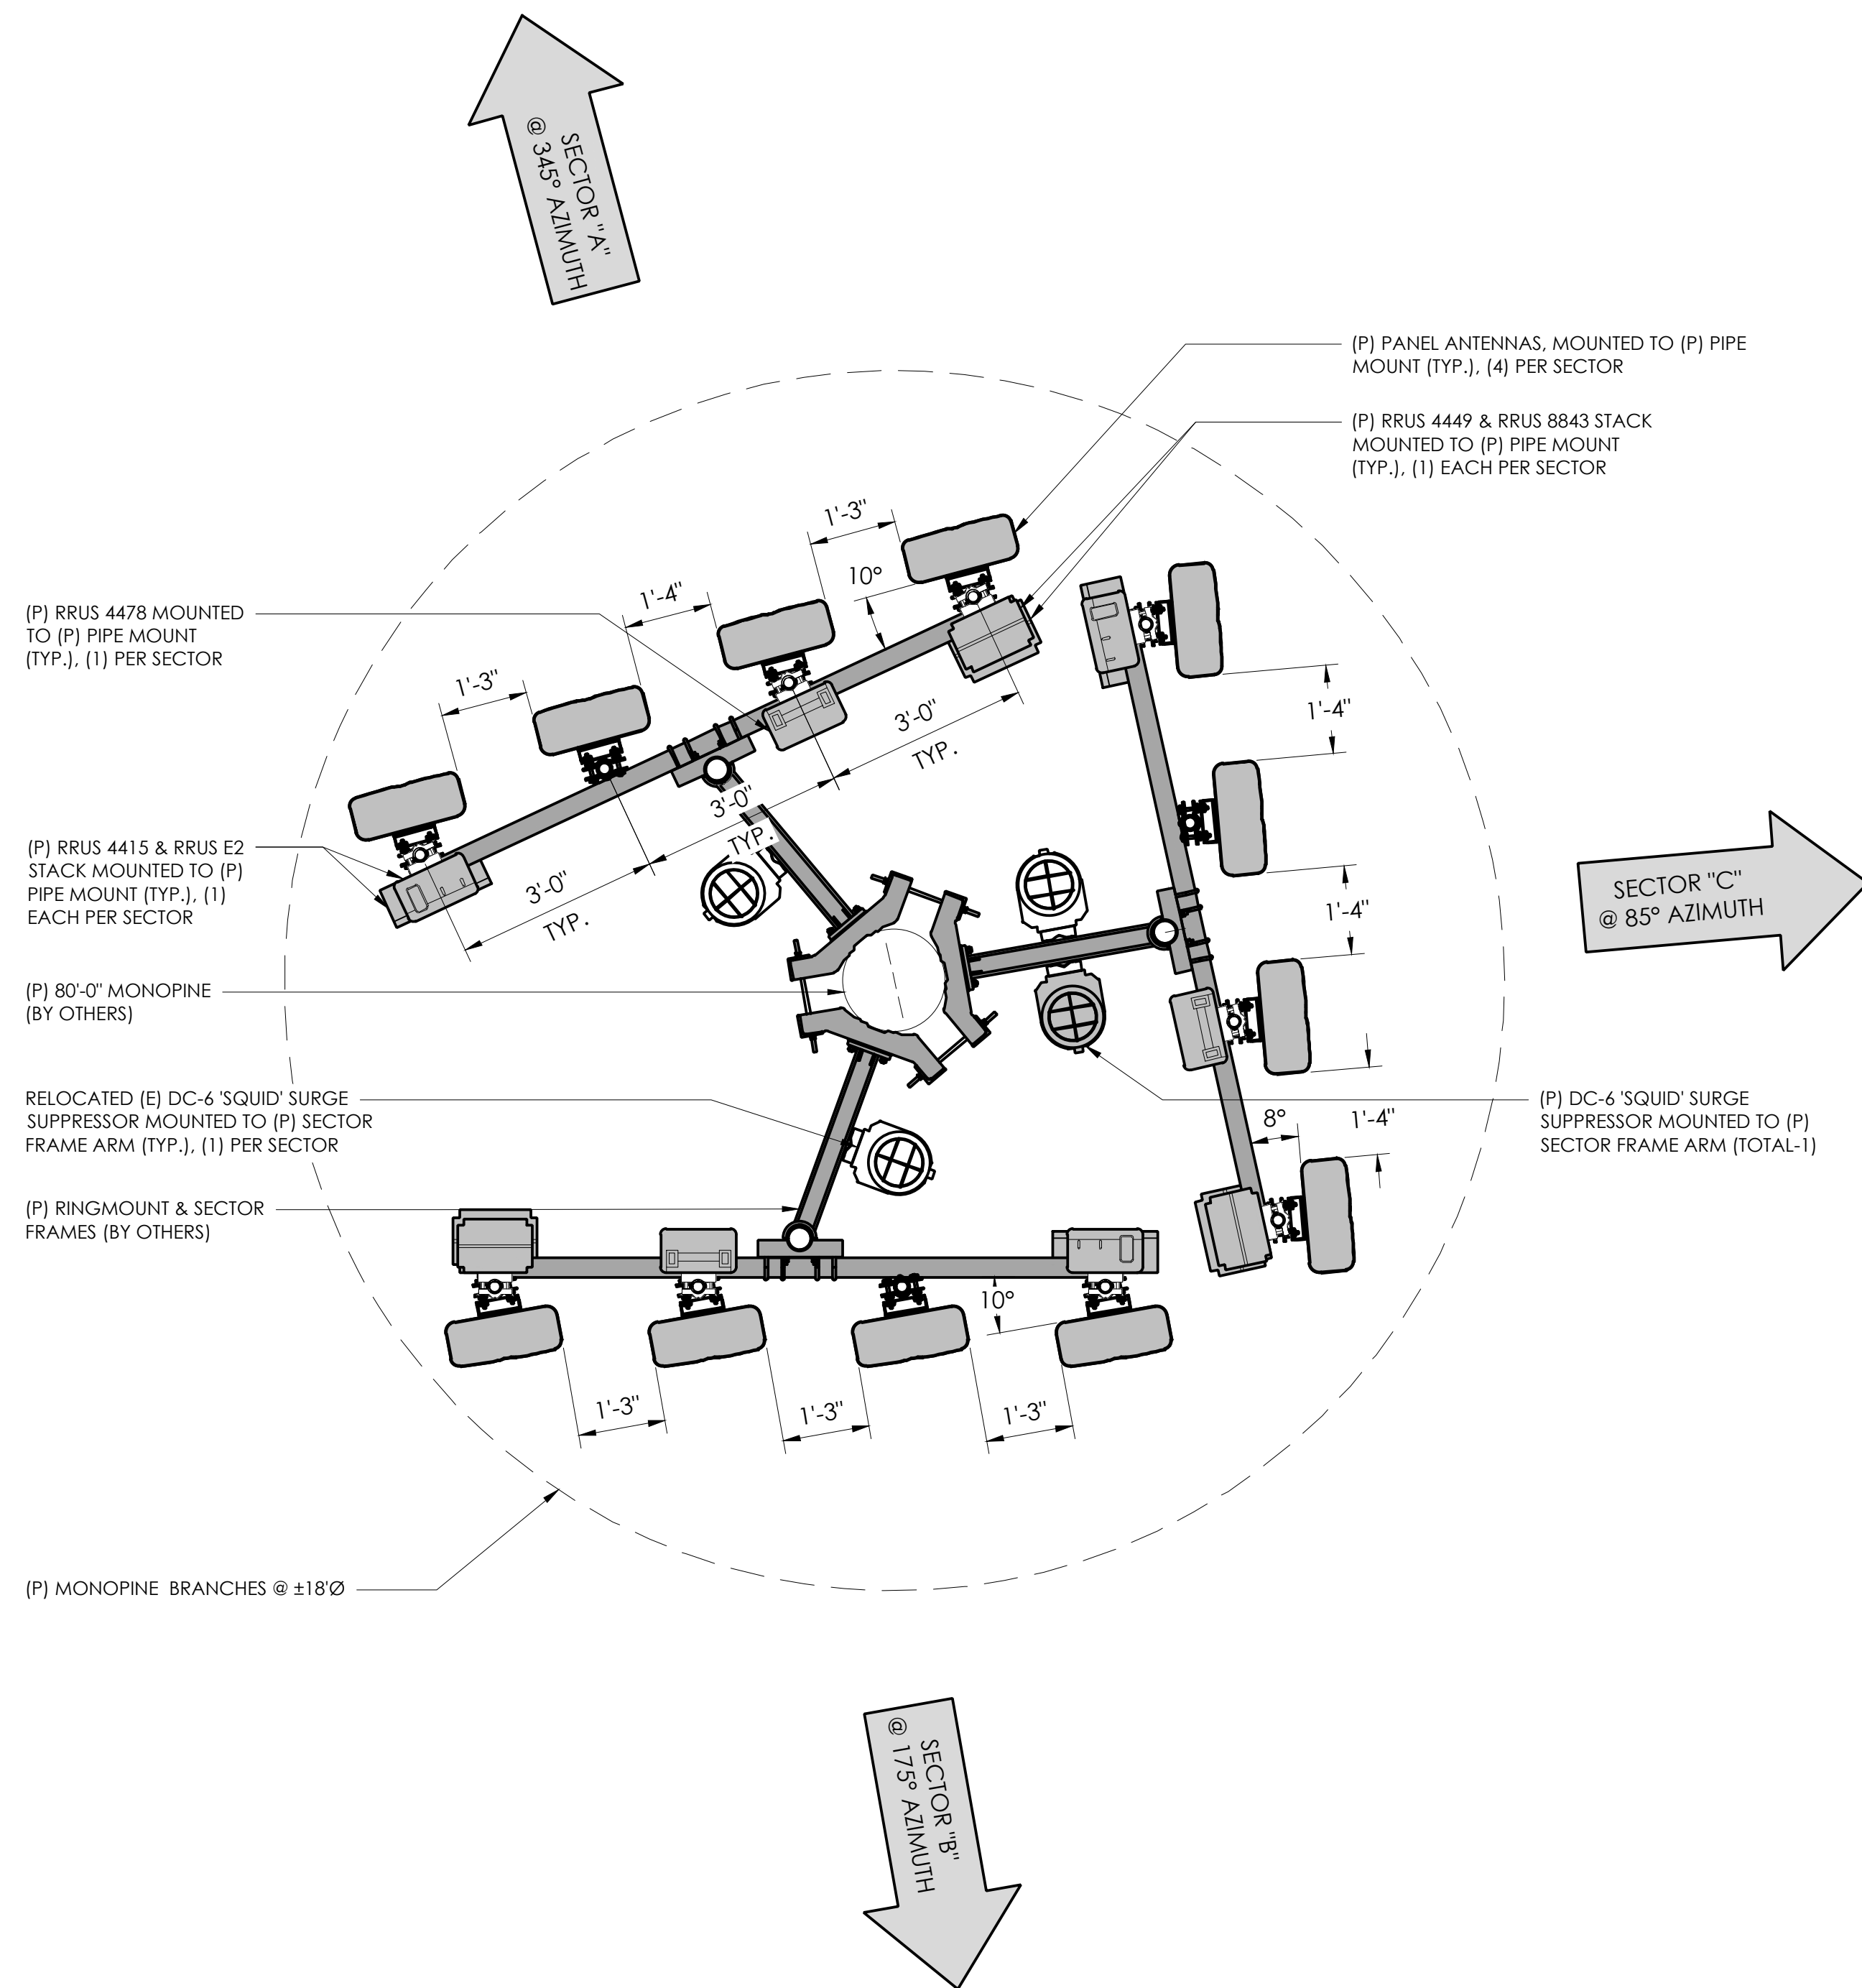 SECTOR "A"
@ 345° AZIMUTH
(P) PANEL ANTENNAS, MOUNTED TO (P) PIPE
MOUNT (TYP.), (4) PER SECTOR
(P) RRUS 4449 & RRUS 8843 STACK
MOUNTED TO (P) PIPE MOUNT
(TYP.), (1) EACH PER SECTOR
1'-3"
10°
1'-4"
1'-3"
(P) RRUS 4478 MOUNTED
TO (P) PIPE MOUNT
(TYP.), (1) PER SECTOR
3'-0"
TYP.
3'-0"
TYP.
3'-0"
TYP.
1'-4"
(P) RRUS 4415 & RRUS E2
STACK MOUNTED TO (P)
PIPE MOUNT (TYP.), (1)
EACH PER SECTOR
SECTOR "C"
@ 85° AZIMUTH
1'-4"
(P) 80'-0" MONOPINE
(BY OTHERS)
RELOCATED (E) DC-6 'SQUID' SURGE
SUPPRESSOR MOUNTED TO (P) SECTOR
FRAME ARM (TYP.), (1) PER SECTOR
8°
1'-4"
(P) DC-6 'SQUID' SURGE
SUPPRESSOR MOUNTED TO (P)
SECTOR FRAME ARM (TOTAL-1)
(P) RINGMOUNT & SECTOR
FRAMES (BY OTHERS)
10°
1'-3"
1'-3"
1'-3"
(P) MONOPINE BRANCHES @ ±18'Ø
SECTOR "B"
@ 175° AZIMUTH